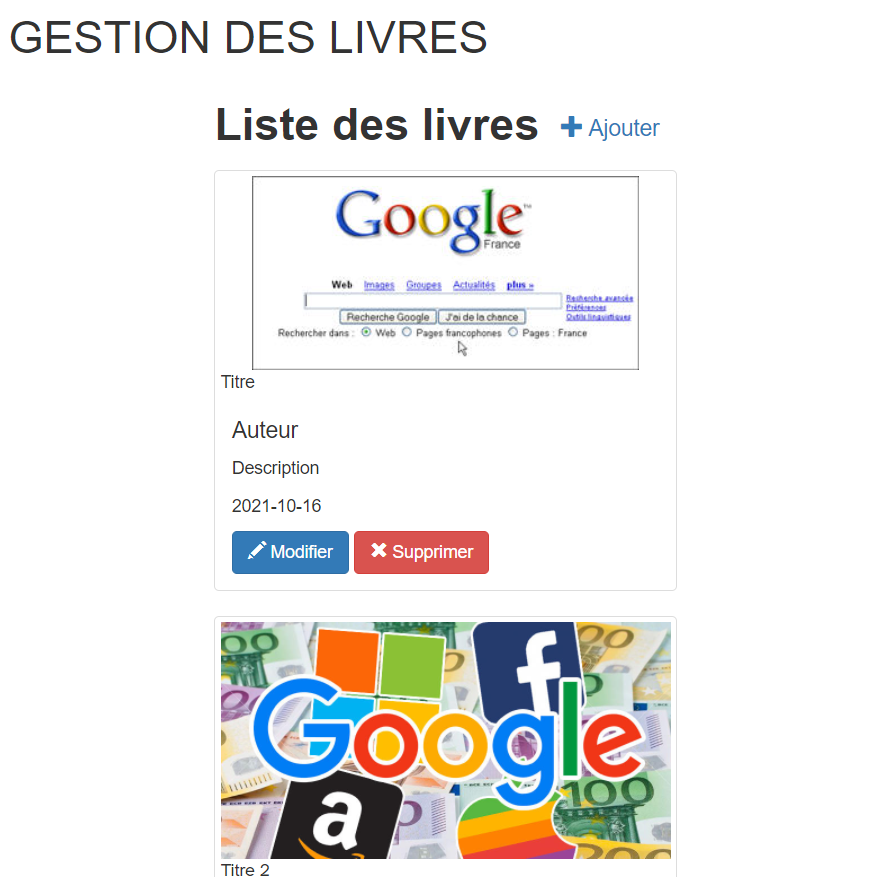 GESTION DES LIVRES
Liste des livres Ajouter
Google™
France
Web Images Groupes Actualités plus »
Recherche avancée
Préférences
Outils linguistiques
Recherche Google J'ai de la chance
Rechercher dans : Web Pages francophones Pages : France
Titre
Auteur
Description
2021-10-16
Modifier Supprimer
f
Google
a
100
200
Titre 2